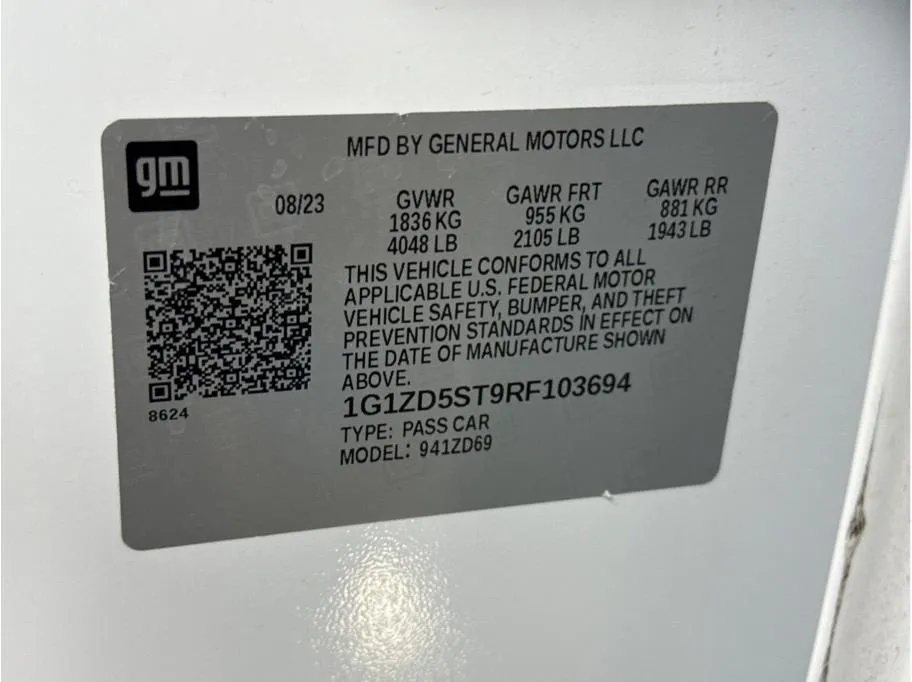 gm
MFD BY GENERAL MOTORS LLC
08/23
GVWR
1836 KG
4048 LB
GAWR FRT
955 KG
2105 LB
GAWR RR
881 KG
1943 LB
THIS VEHICLE CONFORMS TO ALL
APPLICABLE U.S. FEDERAL MOTOR
VEHICLE SAFETY, BUMPER, AND THEFT
PREVENTION STANDARDS IN EFFECT ON
THE DATE OF MANUFACTURE SHOWN
ABOVE.
8624
1G1ZD5ST9RF103694
TYPE: PASS CAR
MODEL: 941ZD69